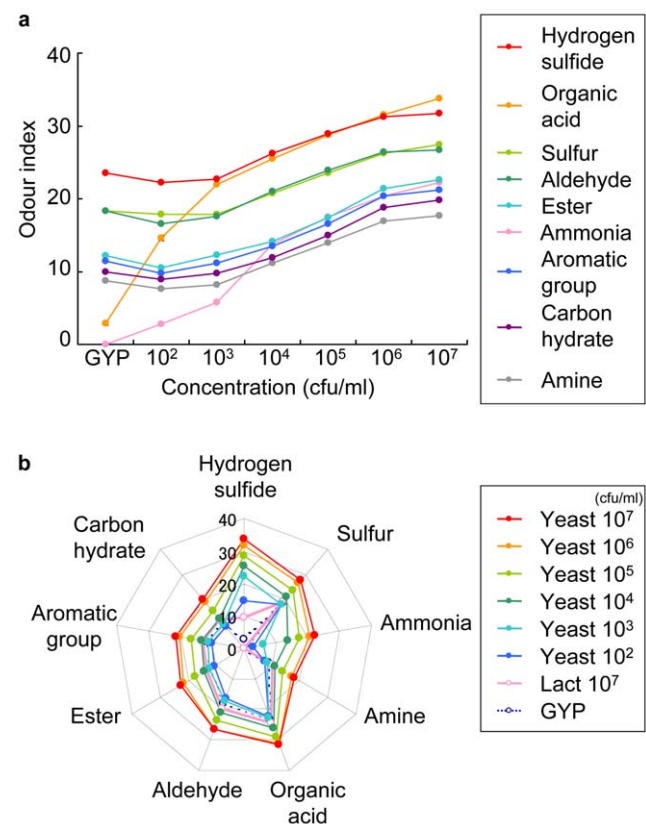 a
40
30
20
10
0
Odour index
GYP 10² 10³ 10⁴ 10⁵ 10⁶ 10⁷
Concentration (cfu/ml)
Hydrogen
sulfide
Organic
acid
Sulfur
Aldehyde
Ester
Ammonia
Aromatic
group
Carbon
hydrate
Amine
b
Hydrogen
sulfide
Sulfur
Ammonia
Amine
Organic
acid
Aldehyde
Ester
Aromatic
group
Carbon
hydrate
40
30
20
10
0
(cfu/ml)
Yeast 10⁷
Yeast 10⁶
Yeast 10⁵
Yeast 10⁴
Yeast 10³
Yeast 10²
Lact 10⁷
GYP